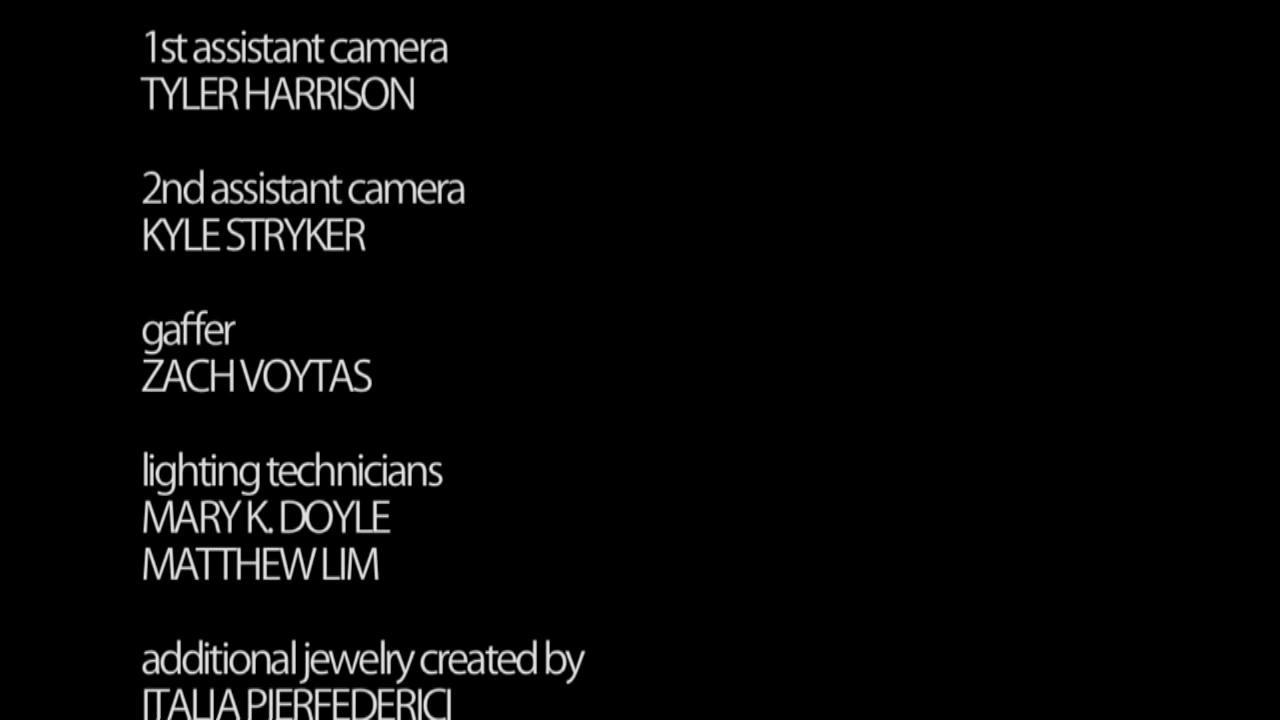 1st assistant camera
TYLER HARRISON
2nd assistant camera
KYLE STRYKER
gaffer
ZACH VOYTAS
lighting technicians
MARY K. DOYLE
MATTHEW LIM
additional jewelry created by
ITALIA PIERFEDERICI